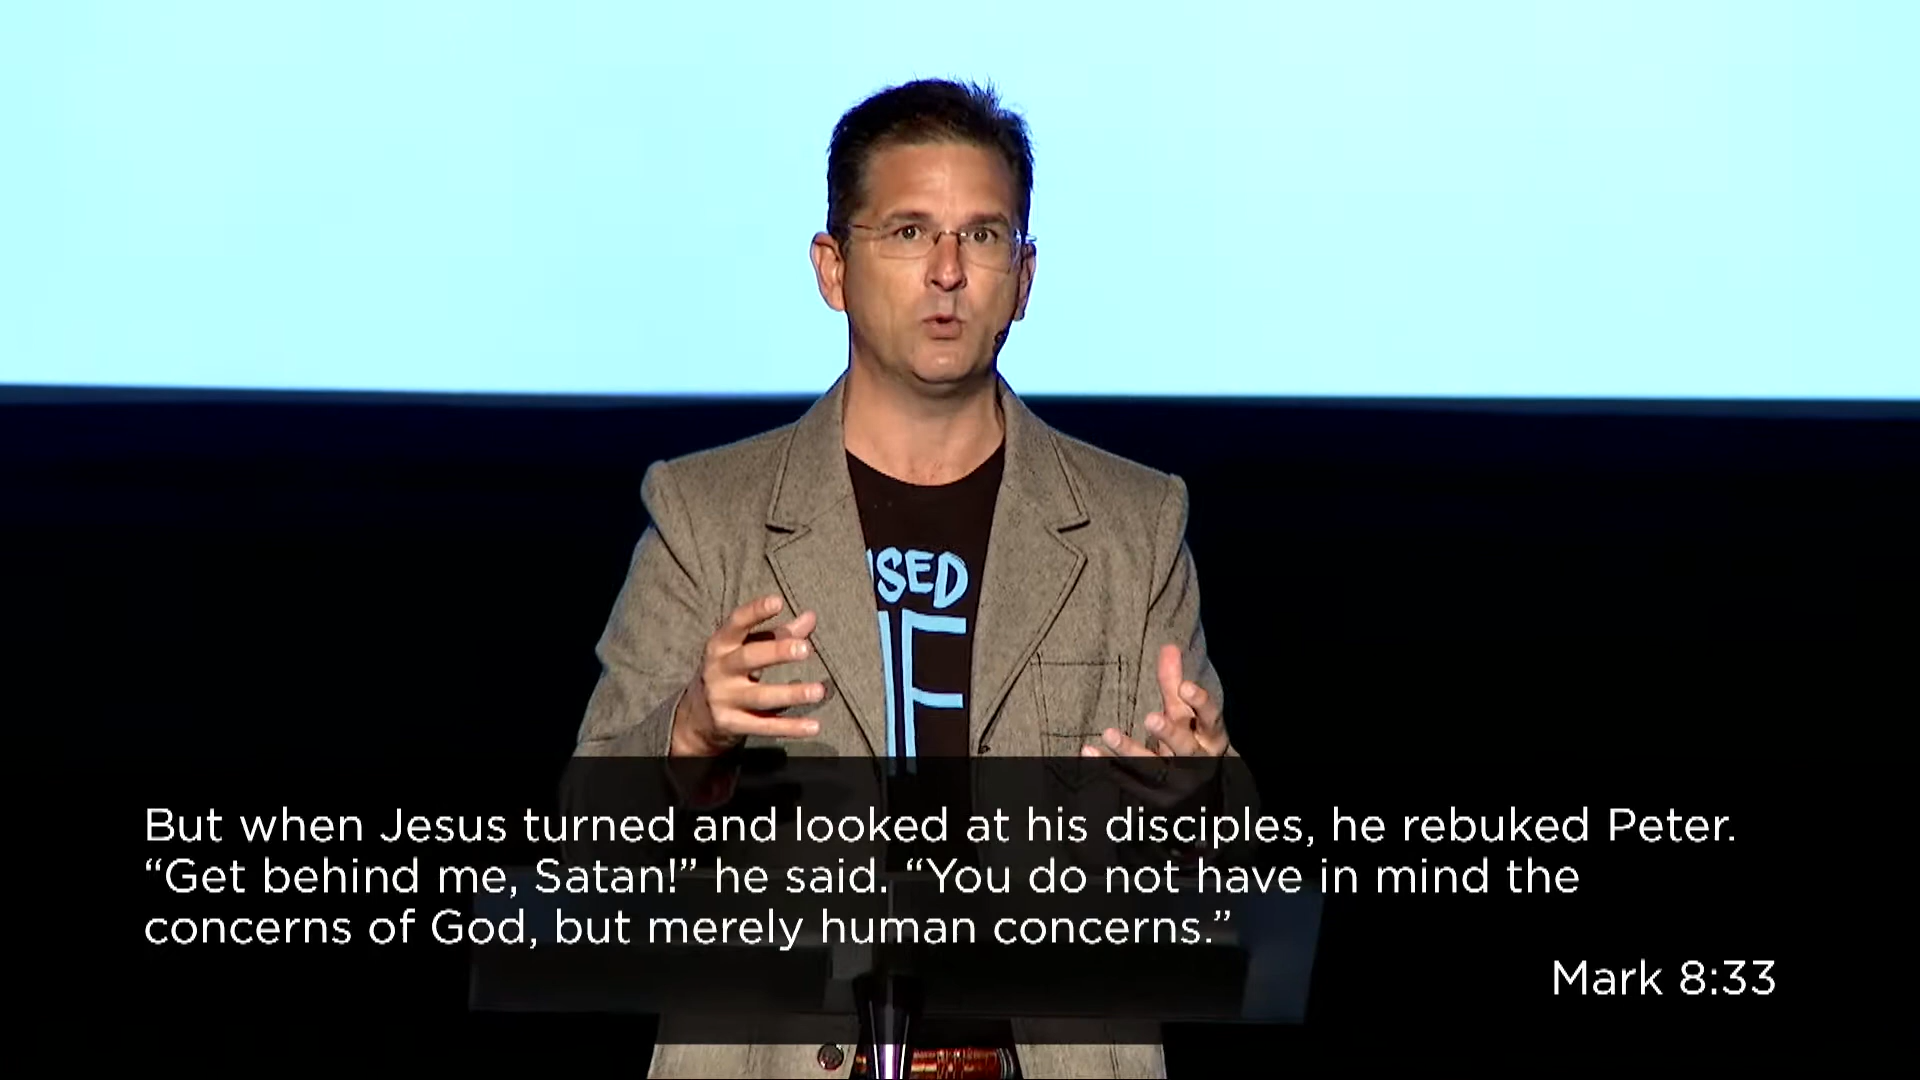 SED
IF
But when Jesus turned and looked at his disciples, he rebuked Peter.
“Get behind me, Satan!” he said. “You do not have in mind the
concerns of God, but merely human concerns.”
Mark 8:33